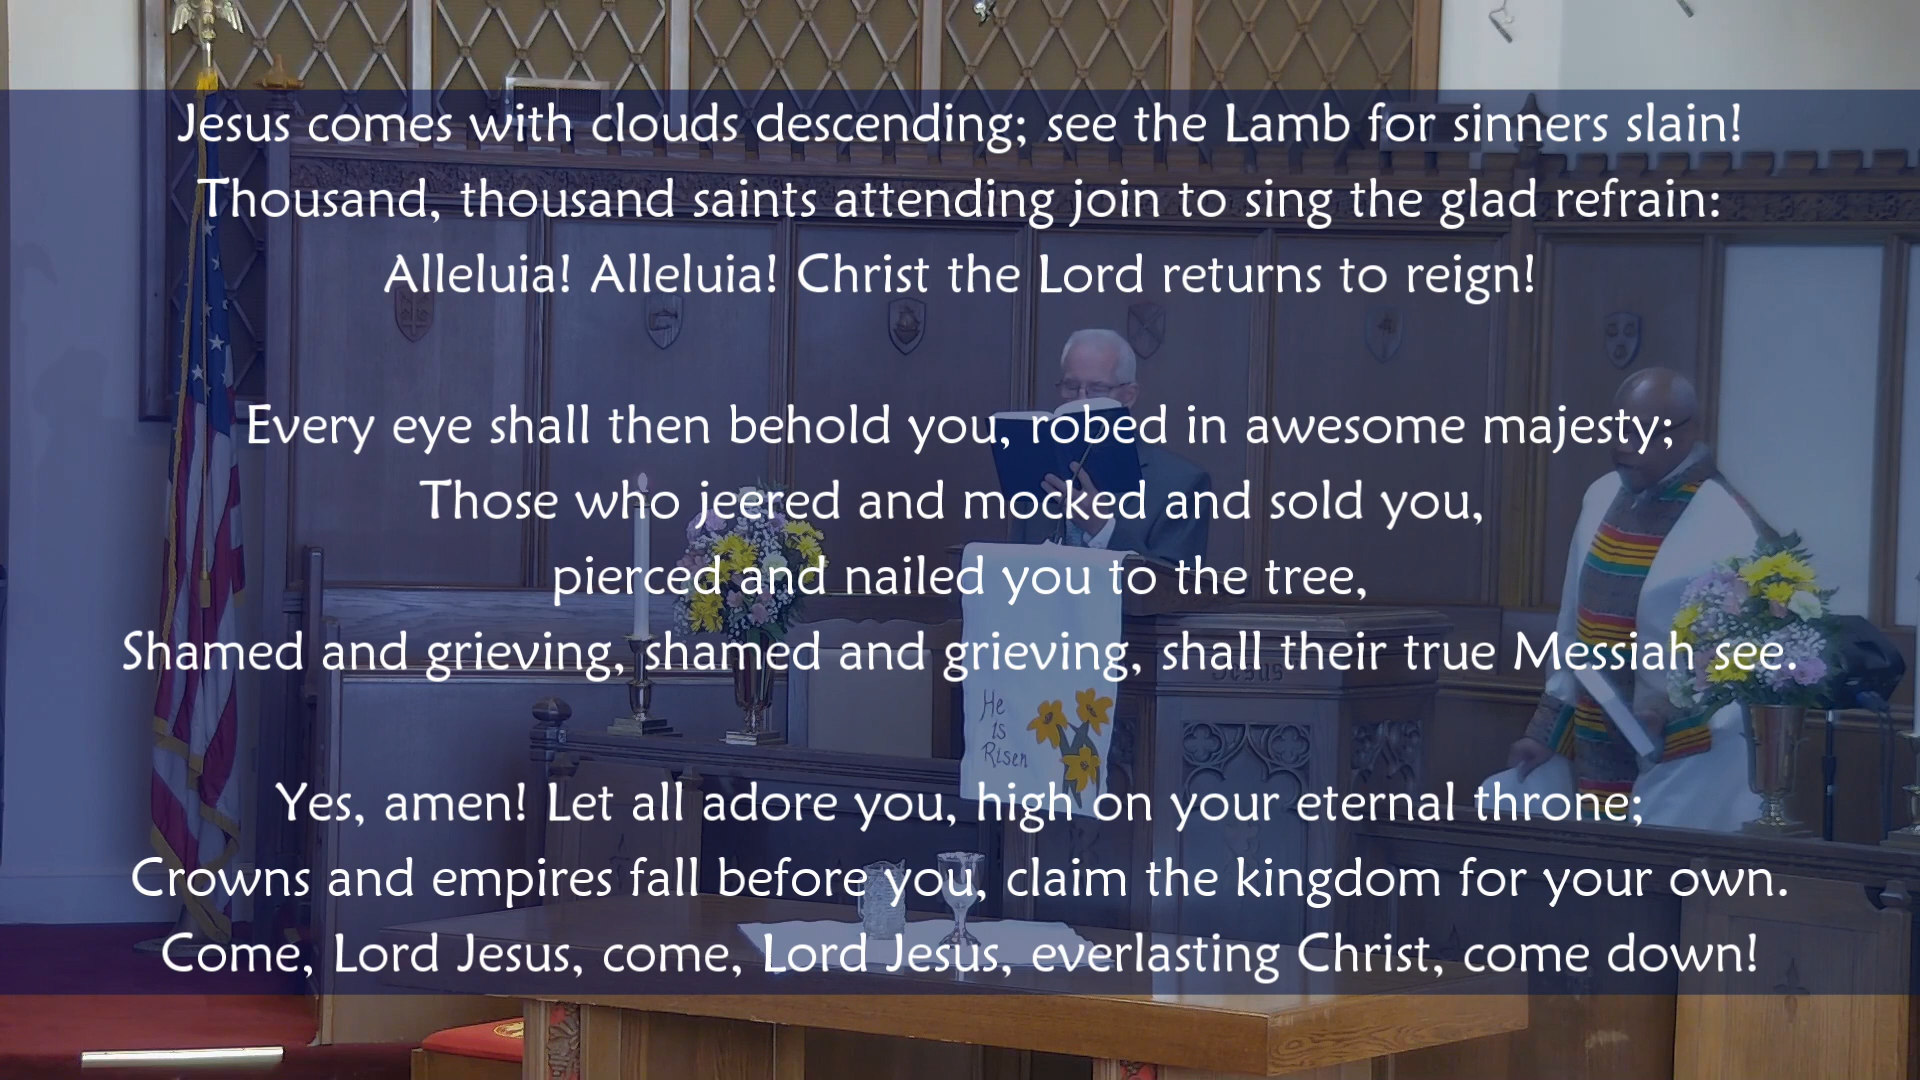 Jesus comes with clouds descending; see the Lamb for sinners slain!
Thousand, thousand saints attending join to sing the glad refrain:
Alleluia! Alleluia! Christ the Lord returns to reign!
Every eye shall then behold you, robed in awesome majesty;
Those who jeered and mocked and sold you,
pierced and nailed you to the tree,
Shamed and grieving, shamed and grieving, shall their true Messiah see.
Yes, amen! Let all adore you, high on your eternal throne;
Crowns and empires fall before you, claim the kingdom for your own.
Come, Lord Jesus, come, Lord Jesus, everlasting Christ, come down!
Jesus
He
is
Risen